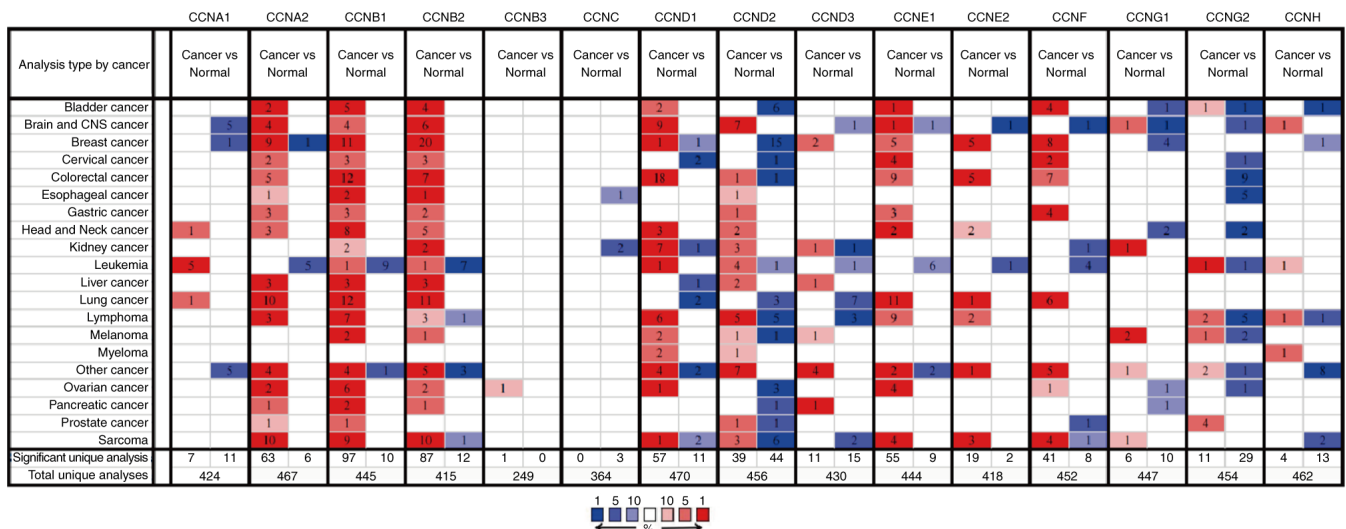 CCNA1 CCNA2 CCNB1 CCNB2 CCNB3 CCNC CCND1 CCND2 CCND3 CCNE1 CCNE2 CCNF CCNG1 CCNG2 CCNH
Analysis type by cancer Cancer vs Normal Cancer vs Normal Cancer vs Normal Cancer vs Normal Cancer vs Normal Cancer vs Normal Cancer vs Normal Cancer vs Normal Cancer vs Normal Cancer vs Normal Cancer vs Normal Cancer vs Normal Cancer vs Normal Cancer vs Normal Cancer vs Normal
Bladder cancer 2 5 4 2 6 1 4 1 1 1 1
Brain and CNS cancer 5 4 4 6 9 7 1 1 1 1 1 1 1 1 1
Breast cancer 1 9 1 11 20 1 1 15 2 5 5 8 4 1
Cervical cancer 2 3 3 2 1 4 2 1
Colorectal cancer 5 12 7 18 1 1 9 5 7 9
Esophageal cancer 1 2 1 1 1 5
Gastric cancer 3 3 2 1 3 4
Head and Neck cancer 1 3 8 5 3 2 2 2 2 2
Kidney cancer 2 2 2 7 1 3 1 1 1 1
Leukemia 5 5 1 9 1 7 1 4 1 1 6 1 4 1 1 1
Liver cancer 3 3 3 1 2 1
Lung cancer 1 10 12 11 2 3 7 11 1 6
Lymphoma 3 7 3 1 6 5 5 3 9 2 2 5 1 1
Melanoma 2 1 2 1 1 1 2 1 2
Myeloma 2 1 1
Other cancer 5 4 4 1 5 3 4 2 7 4 2 2 1 5 1 2 1 8
Ovarian cancer 2 6 2 1 1 3 4 1 1 1
Pancreatic cancer 1 2 1 1 1 1
Prostate cancer 1 1 1 1 1 4
Sarcoma 10 9 10 1 1 2 3 6 2 4 3 4 1 1 2
Significant unique analysis 7 11 63 6 97 10 87 12 1 0 0 3 57 11 39 44 11 15 55 9 19 2 41 8 6 10 11 29 4 13
Total unique analyses 424 467 445 415 249 364 470 456 430 444 418 452 447 454 462
1 5 10 10 5 1
%